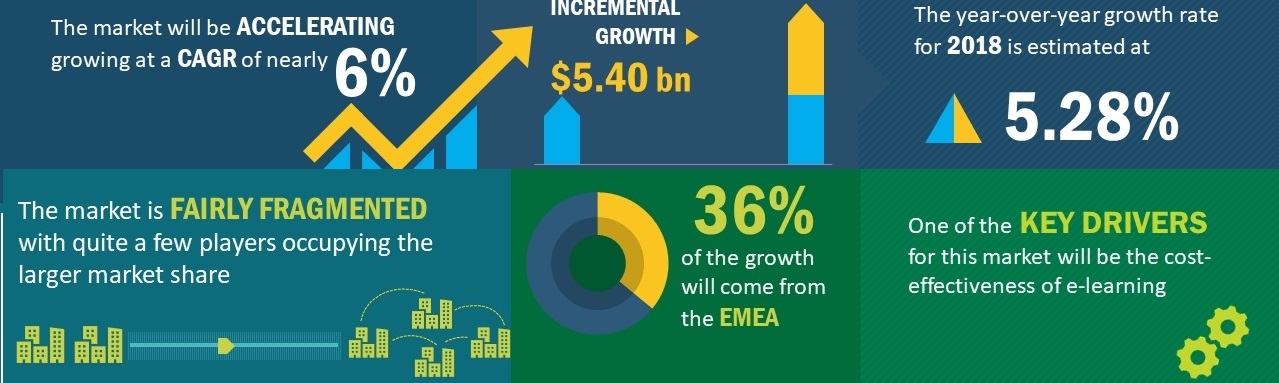 The market will be ACCELERATING
growing at a CAGR of nearly 6%
INCREMENTAL
GROWTH
$5.40 bn
The year-over-year growth rate
for 2018 is estimated at
5.28%
The market is FAIRLY FRAGMENTED
with quite a few players occupying the
larger market share
36%
of the growth
will come from
the EMEA
One of the KEY DRIVERS
for this market will be the cost-
effectiveness of e-learning